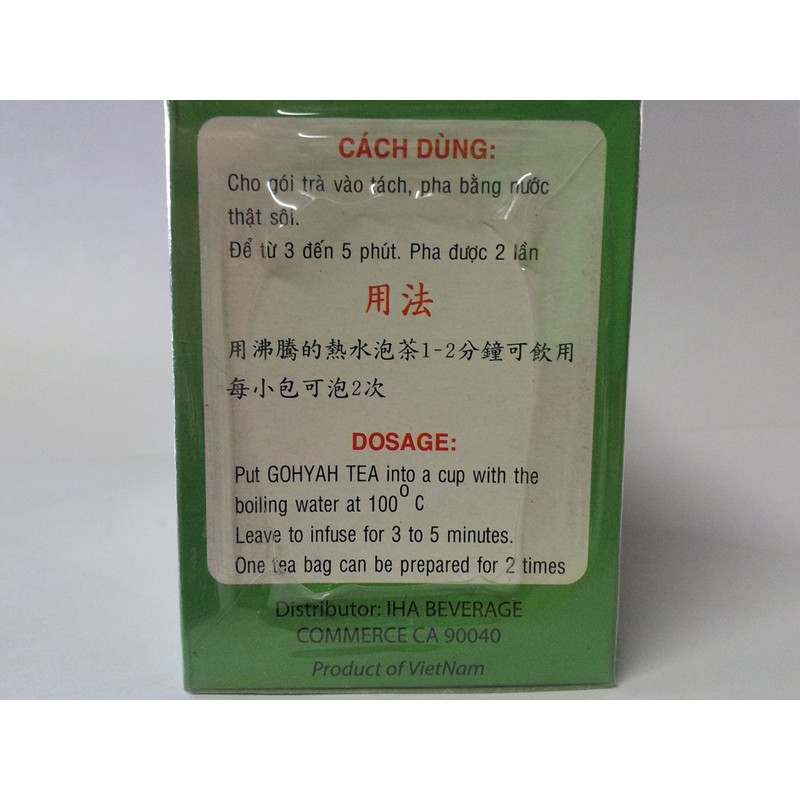 CÁCH DÙNG:
Cho gói trà vào tách, pha bằng nước
thật sôi.
Để từ 3 đến 5 phút. Pha được 2 lần
用法
用沸騰的熱水泡茶1-2分鐘可飲用
每小包可泡2次
DOSAGE:
Put GOHYAH TEA into a cup with the
boiling water at 100⁰ C
Leave to infuse for 3 to 5 minutes.
One tea bag can be prepared for 2 times
Distributor: IHA BEVERAGE
COMMERCE CA 90040
Product of VietNam